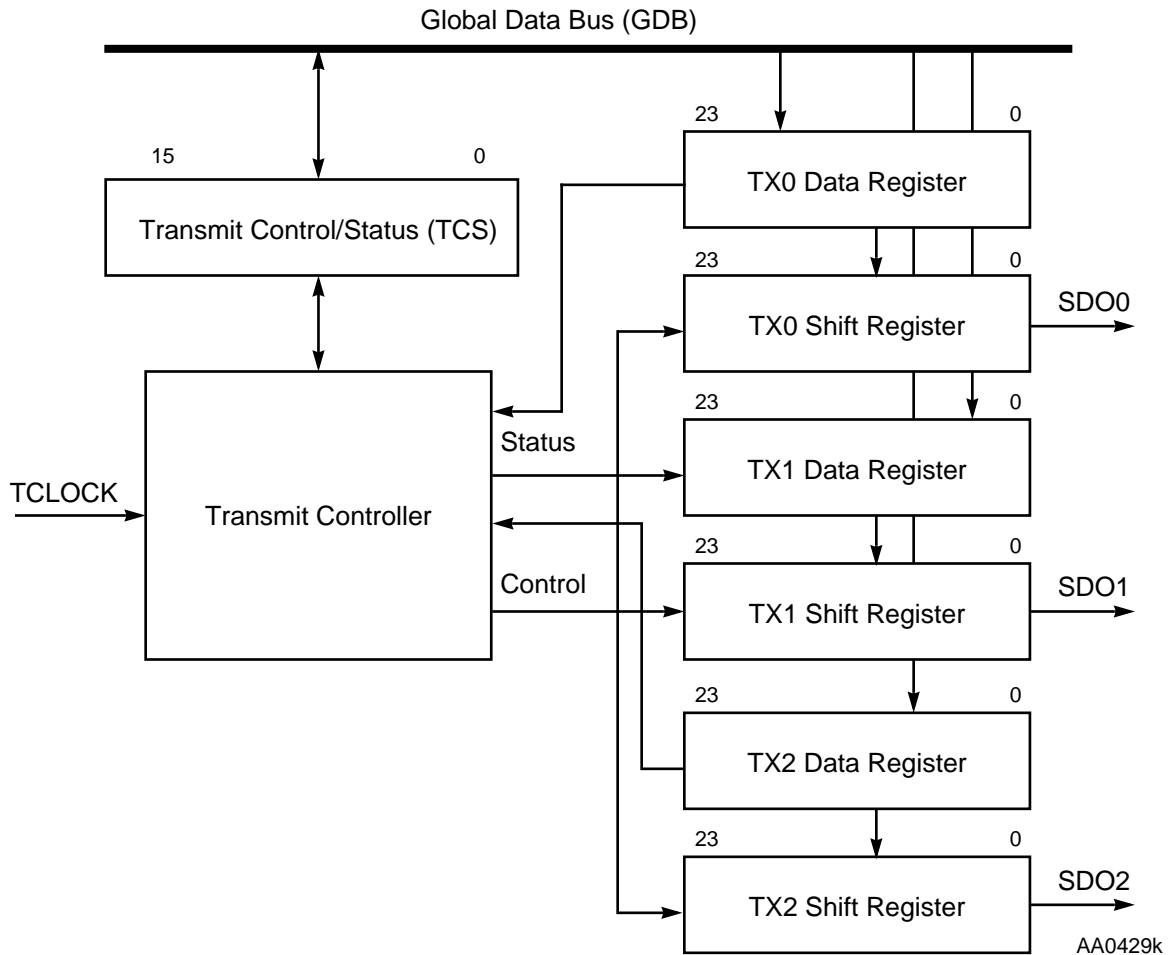 Global Data Bus (GDB)
23 0
TX0 Data Register
15 0
Transmit Control/Status (TCS)
23 0
TX0 Shift Register
SDO0
23 0
TX1 Data Register
Status
TCLOCK
Transmit Controller
23 0
TX1 Shift Register
SDO1
Control
23 0
TX2 Data Register
23 0
TX2 Shift Register
SDO2
AA0429k